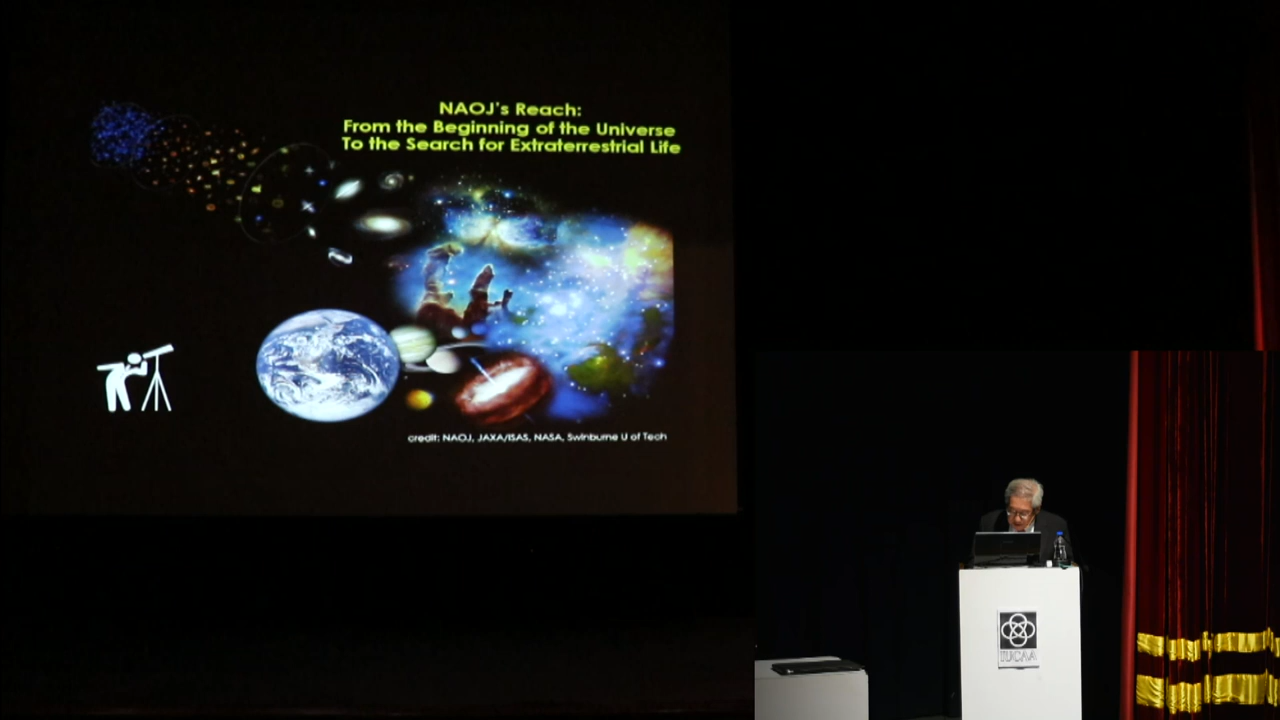 NAOJ's Reach:
From the Beginning of the Universe
To the Search for Extraterrestrial Life
credit: NAOJ, JAXA/ISAS, NASA, Swinburne U of Tech
IUCAA